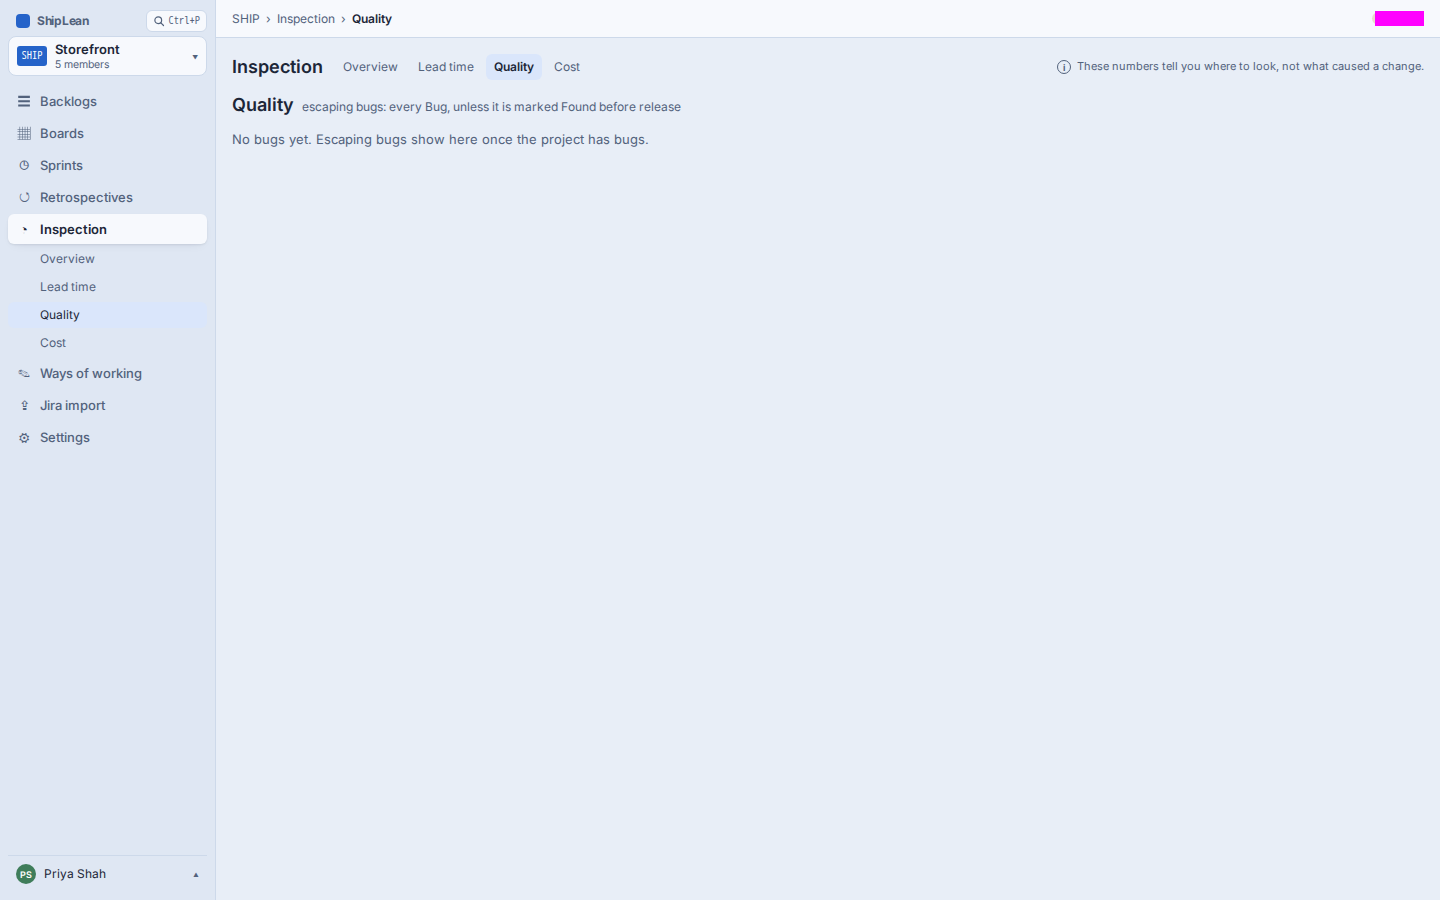 ShipLean
Ctrl+P
SHIP
Storefront
5 members
Backlogs
Boards
Sprints
Retrospectives
Inspection
Overview
Lead time
Quality
Cost
Ways of working
Jira import
Settings
PS
Priya Shah
SHIP › Inspection › Quality
Inspection
Overview
Lead time
Quality
Cost
These numbers tell you where to look, not what caused a change.
Quality escaping bugs: every Bug, unless it is marked Found before release
No bugs yet. Escaping bugs show here once the project has bugs.